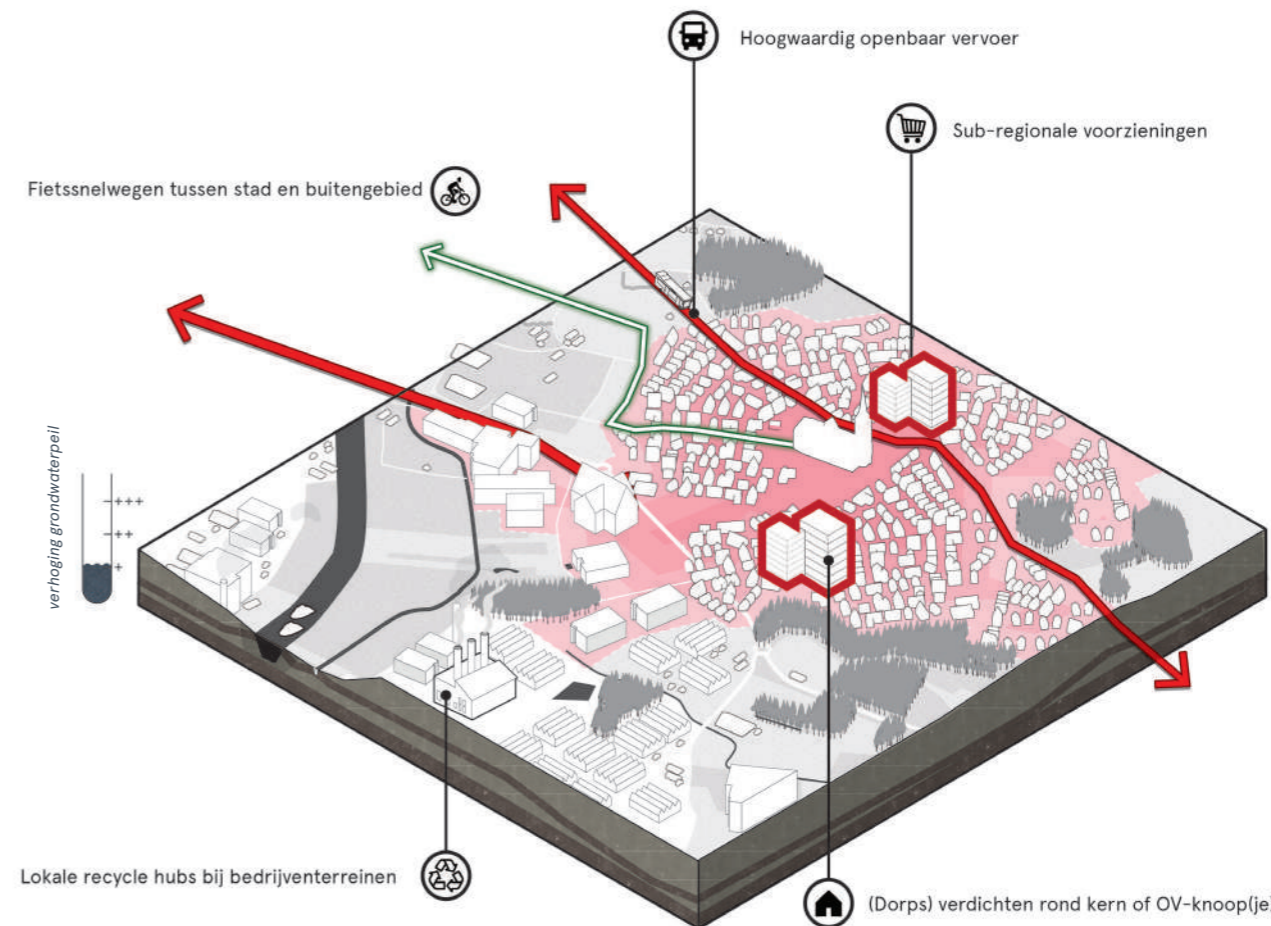 Hoogwaardig openbaar vervoer
Sub-regionale voorzieningen
Fietssnelwegen tussen stad en buitengebied
verhoging grondwaterpeil
+++
++
+
Lokale recycle hubs bij bedrijventerreinen
(Dorps) verdichten rond kern of OV-knoop(je)